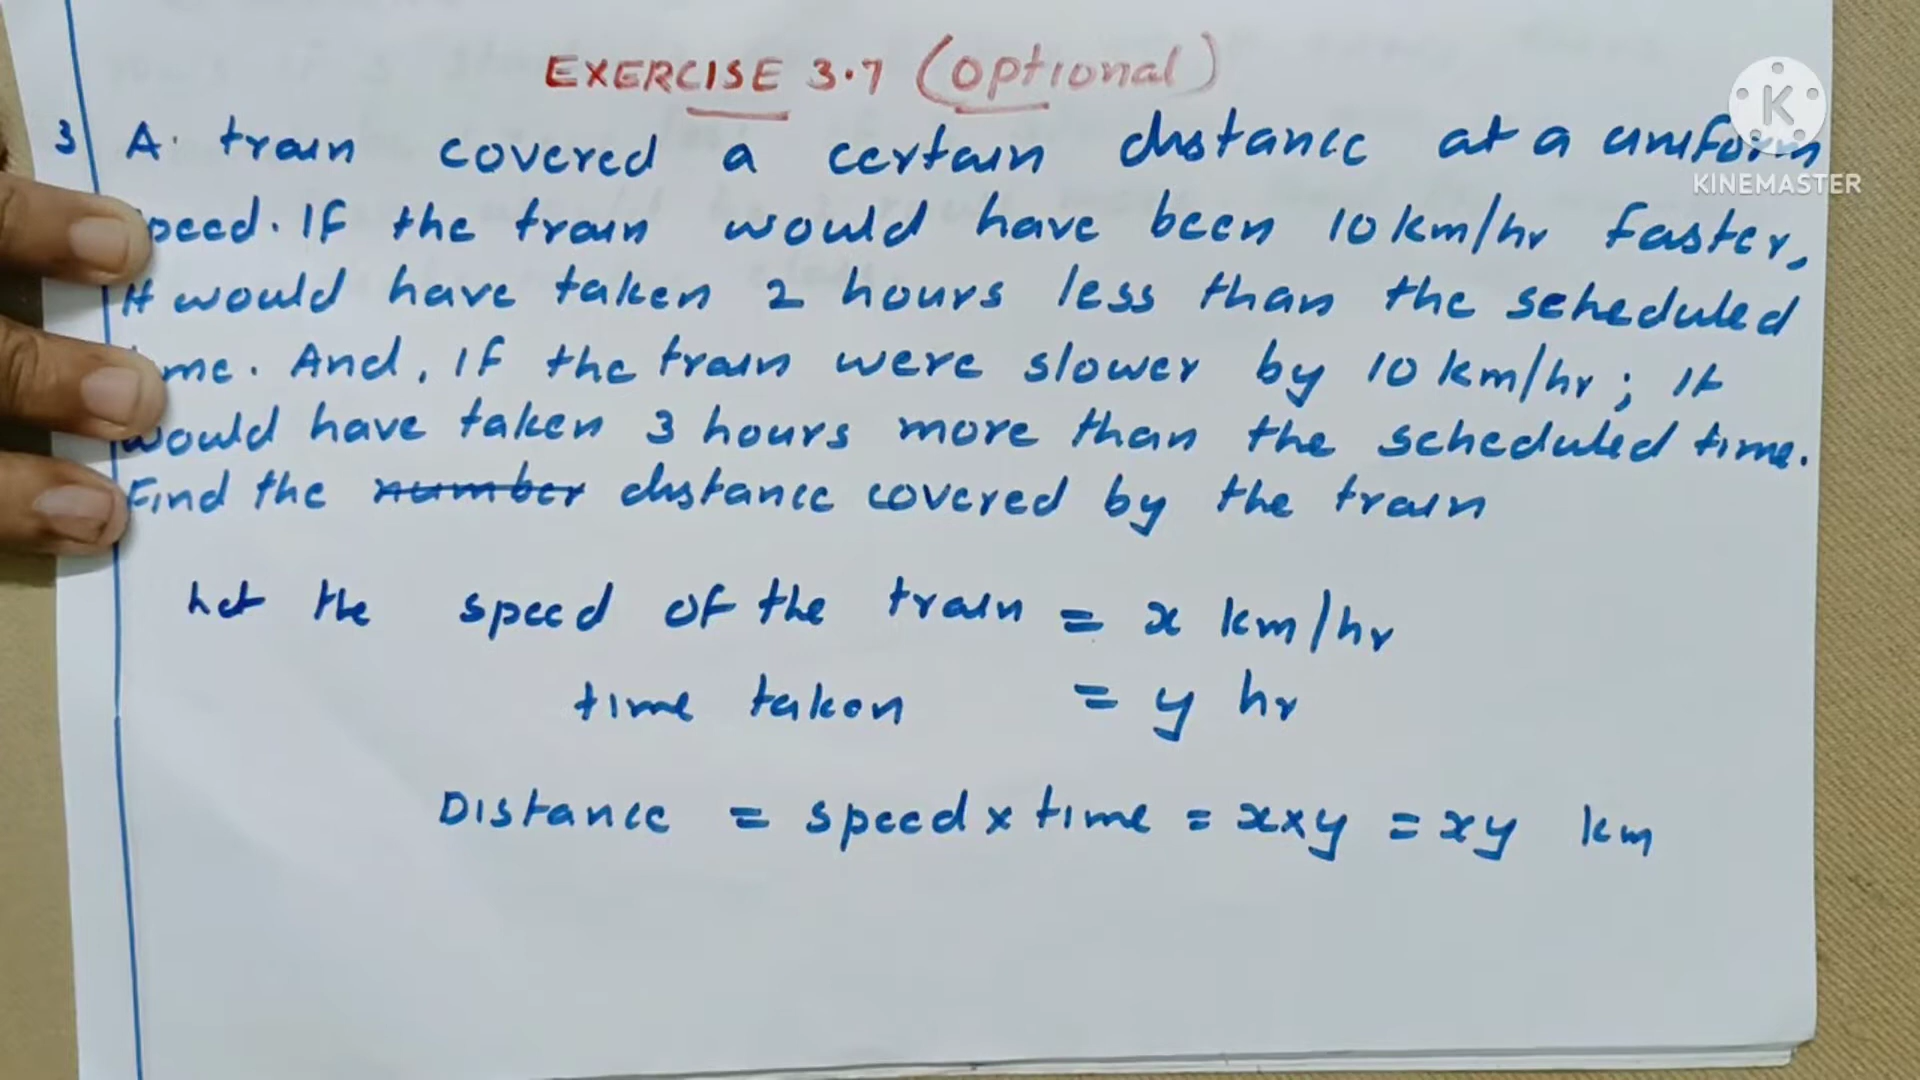 EXERCISE 3.7 (Optional)
3 A. train covered a certain distance at a uniform
KINEMASTER
peed. If the train would have been 10 km/hr faster,
it would have taken 2 hours less than the scheduled
me. And, if the train were slower by 10 km/hr; it
would have taken 3 hours more than the scheduled time.
Find the number distance covered by the train
Let the speed of the train = x km/hr
time taken = y hr
Distance = speed x time = x x y = xy km